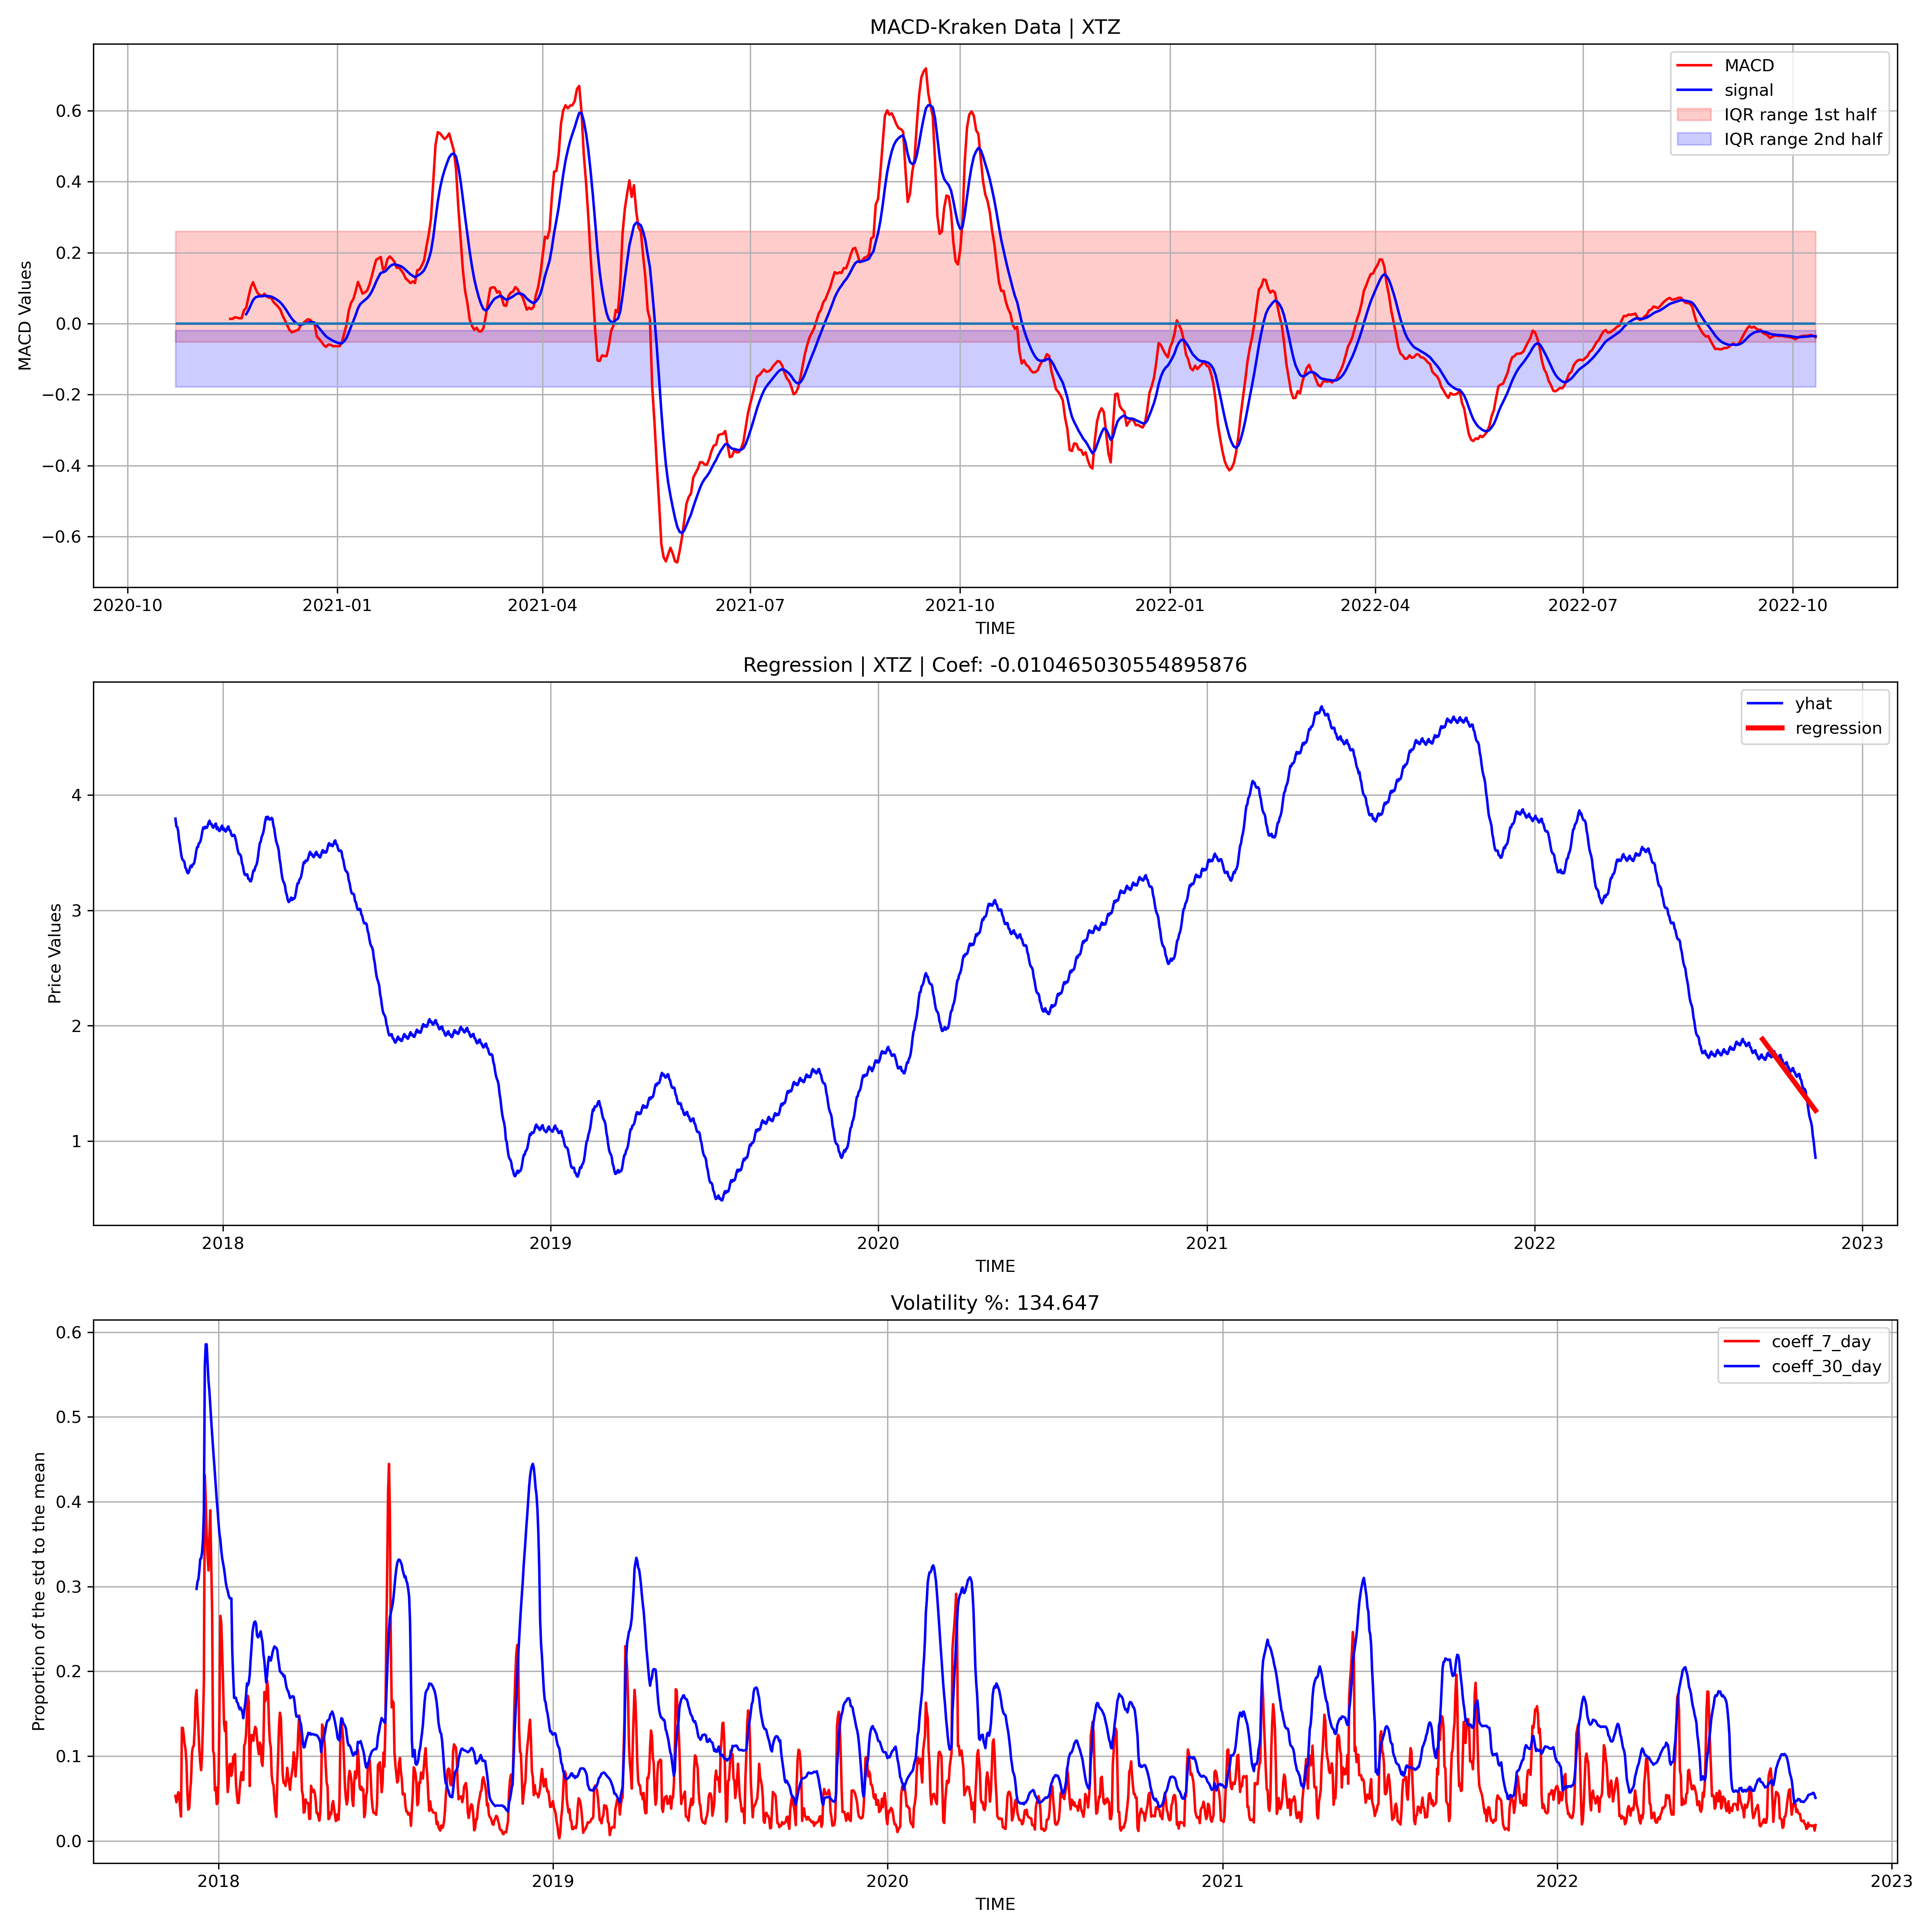 MACD-Kraken Data | XTZ
MACD
signal
IQR range 1st half
IQR range 2nd half
MACD Values
0.6
0.4
0.2
0.0
−0.2
−0.4
−0.6
2020-10 2021-01 2021-04 2021-07 2021-10 2022-01 2022-04 2022-07 2022-10
TIME
Regression | XTZ | Coef: -0.010465030554895876
yhat
regression
Price Values
4
3
2
1
2018 2019 2020 2021 2022 2023
TIME
Volatility %: 134.647
coeff_7_day
coeff_30_day
Proportion of the std to the mean
0.6
0.5
0.4
0.3
0.2
0.1
0.0
2018 2019 2020 2021 2022 2023
TIME